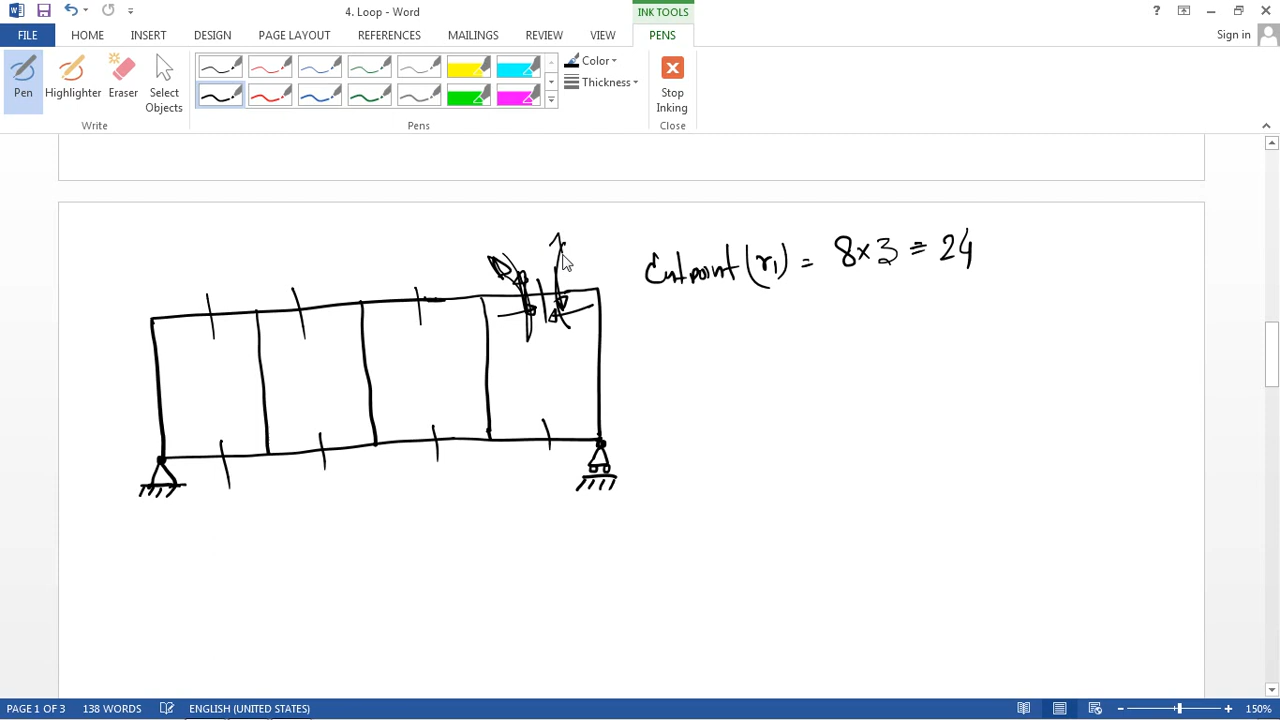 4. Loop - Word
INK TOOLS
?
FILE HOME INSERT DESIGN PAGE LAYOUT REFERENCES MAILINGS REVIEW VIEW PENS Sign in
Pen Highlighter Eraser Select Objects
Color
Thickness
Stop Inking
Write Pens Close
Cut point (r₁) = 8 x 3 = 24
PAGE 1 OF 3 138 WORDS ENGLISH (UNITED STATES) 150%